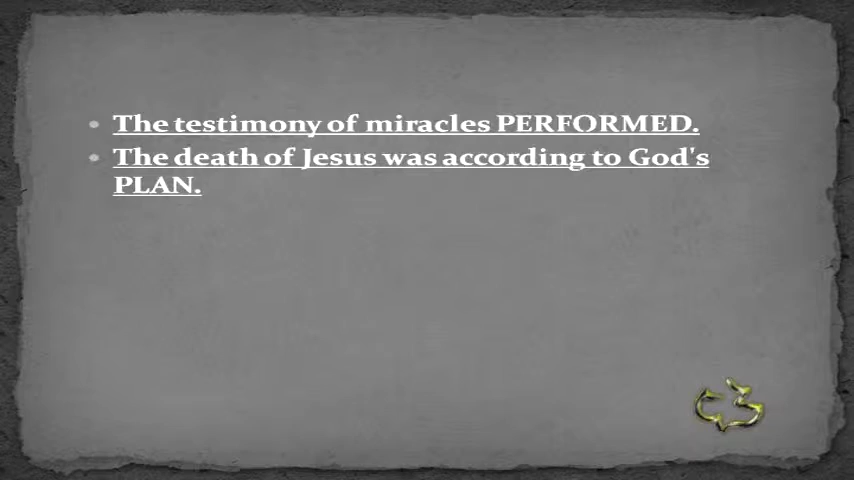 • The testimony of miracles PERFORMED.
• The death of Jesus was according to God's
PLAN.